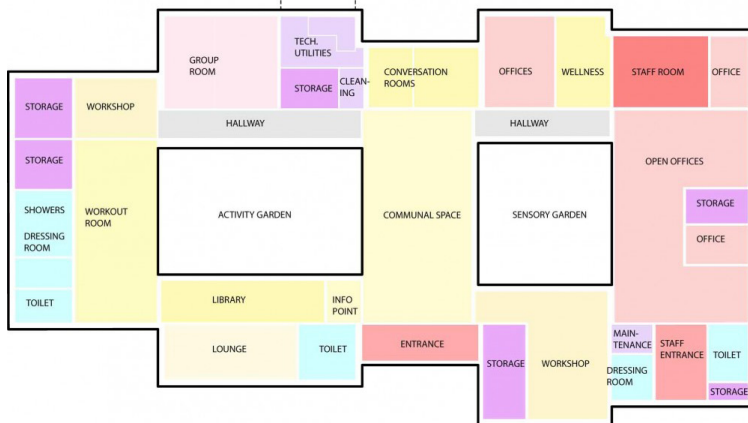 TECH.
UTILITIES
GROUP
ROOM
STORAGE
CLEAN-
ING
CONVERSATION
ROOMS
OFFICES
WELLNESS
STAFF ROOM
OFFICE
STORAGE
WORKSHOP
HALLWAY
HALLWAY
STORAGE
OPEN OFFICES
SHOWERS
DRESSING
ROOM
WORKOUT
ROOM
ACTIVITY GARDEN
COMMUNAL SPACE
SENSORY GARDEN
STORAGE
OFFICE
TOILET
LIBRARY
INFO
POINT
LOUNGE
TOILET
ENTRANCE
STORAGE
WORKSHOP
MAIN-
TENANCE
STAFF
ENTRANCE
TOILET
DRESSING
ROOM
STORAGE